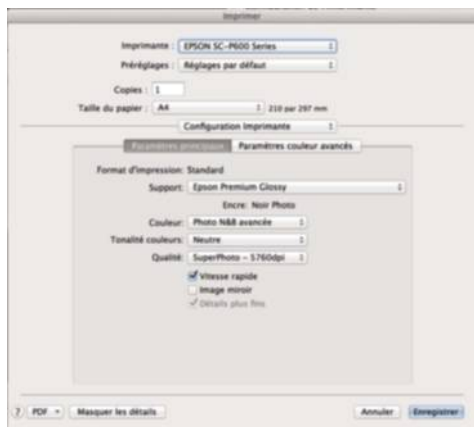 Imprimer
Imprimante : EPSON SC-P600 Series
Préréglages : Réglages par défaut
Copies : 1
Taille du papier : A4 210 par 297 mm
Configuration Imprimante
Paramètres principaux Paramètres couleur avancés
Format d'impression: Standard
Support: Epson Premium Glossy
Encre: Noir Photo
Couleur: Photo N&B avancée
Tonalité couleurs: Neutre
Qualité: SuperPhoto - 5760dpi
Vitesse rapide
Image miroir
Détails plus fins
? PDF Masquer les détails Annuler Enregistrer